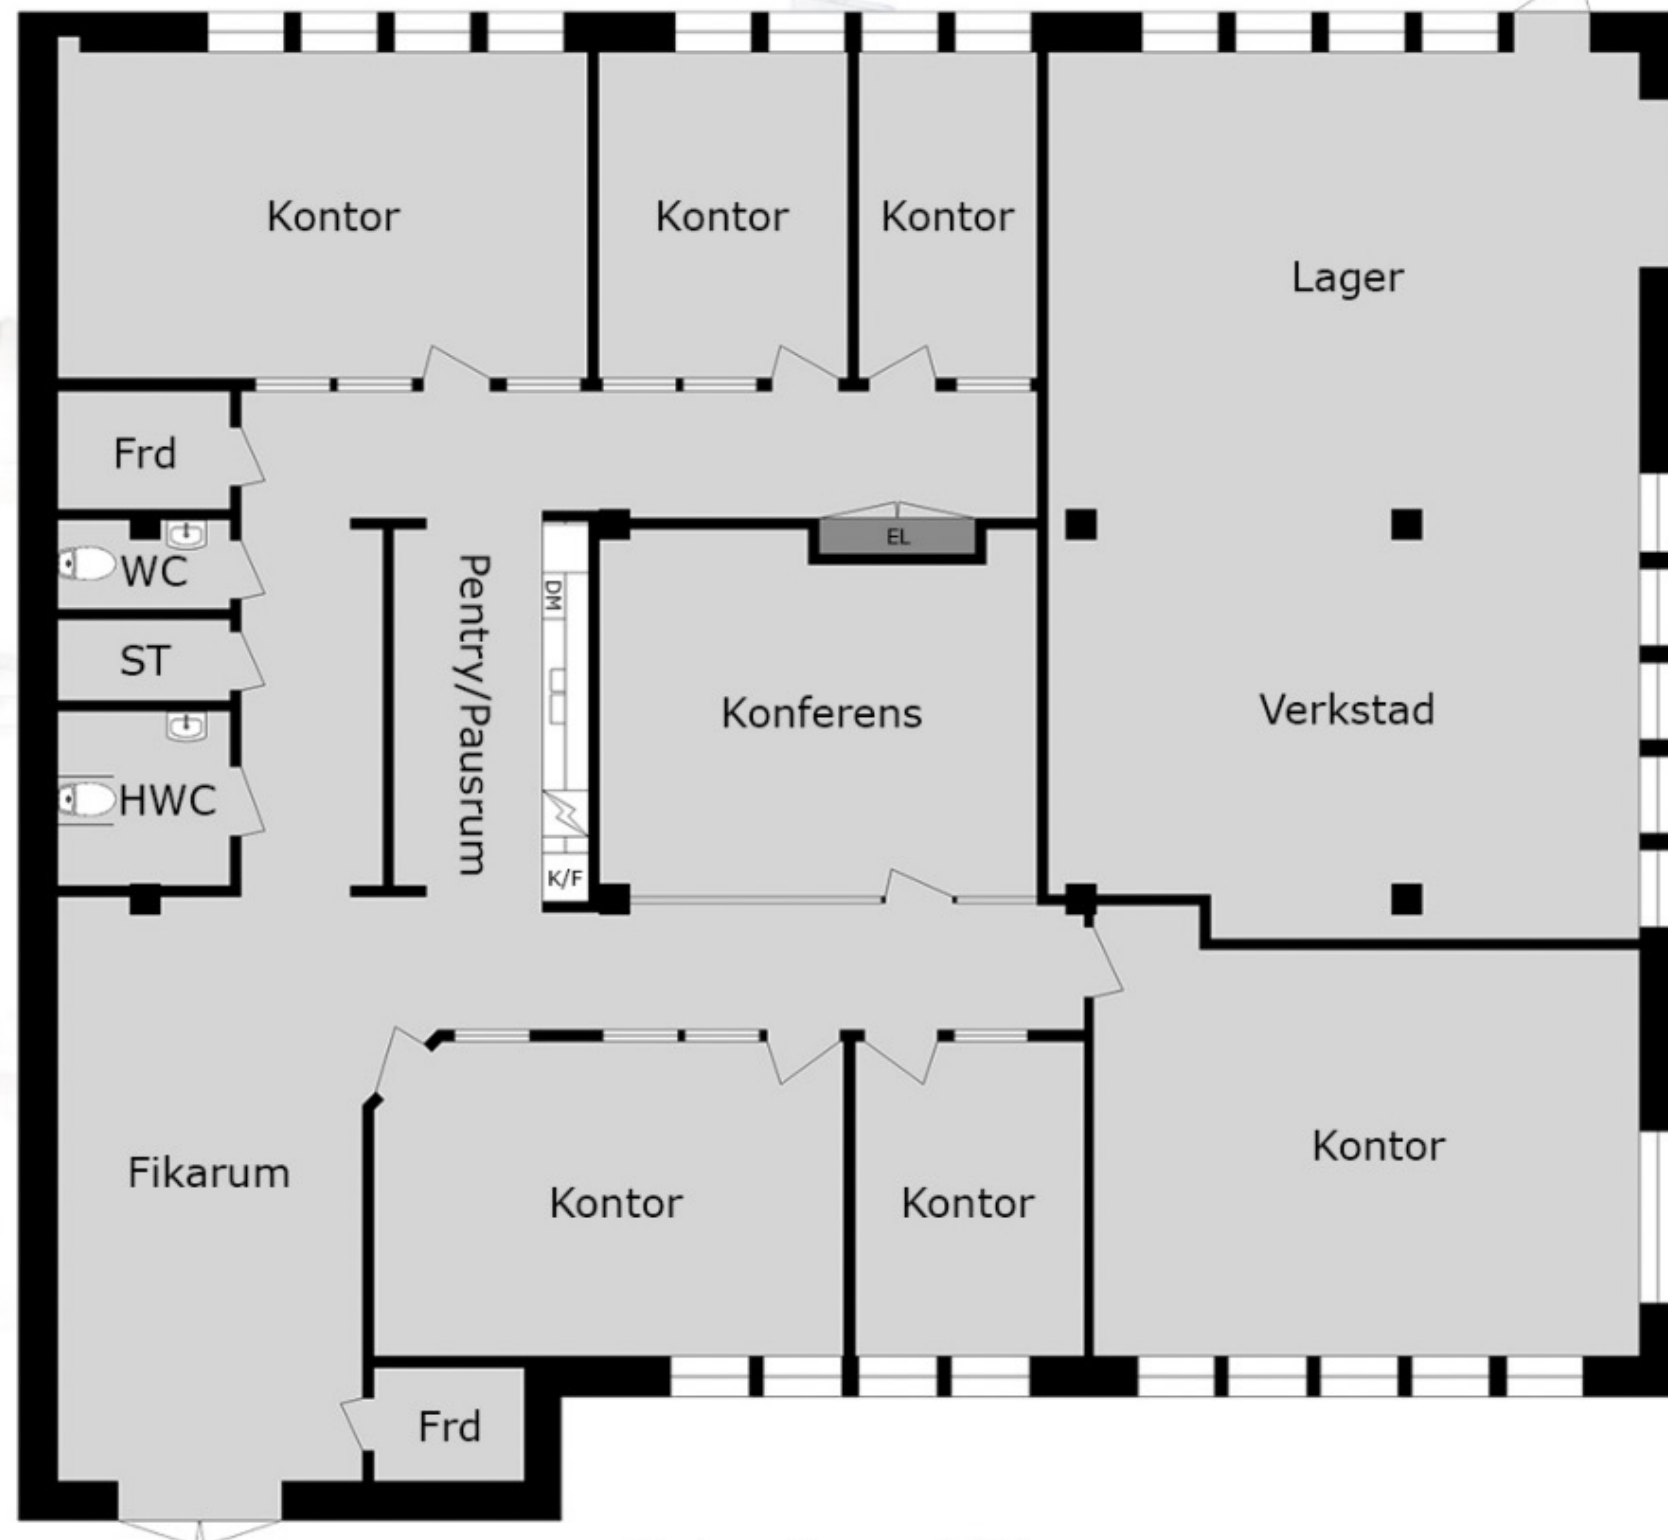 Kontor
Kontor
Kontor
Lager
Frd
WC
ST
HWC
Pentry/Pausrum
DM
K/F
EL
Konferens
Verkstad
Fikarum
Kontor
Kontor
Kontor
Frd